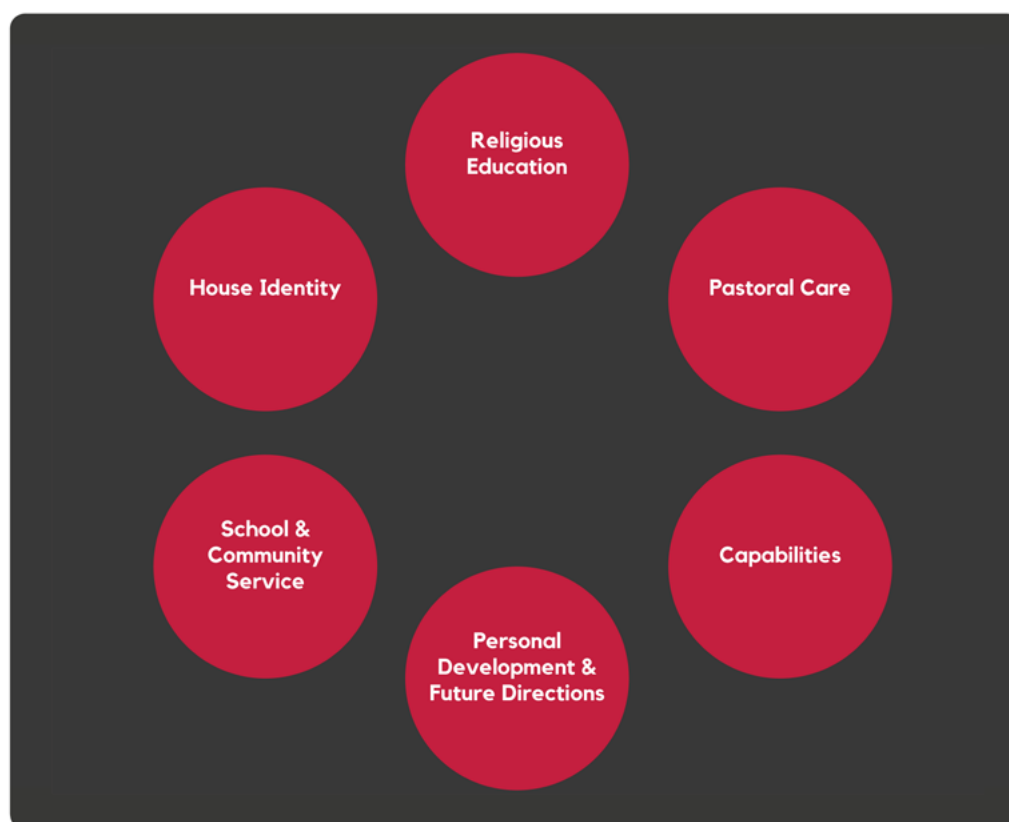 Religious
Education
House Identity
Pastoral Care
School &
Community
Service
Capabilities
Personal
Development &
Future Directions